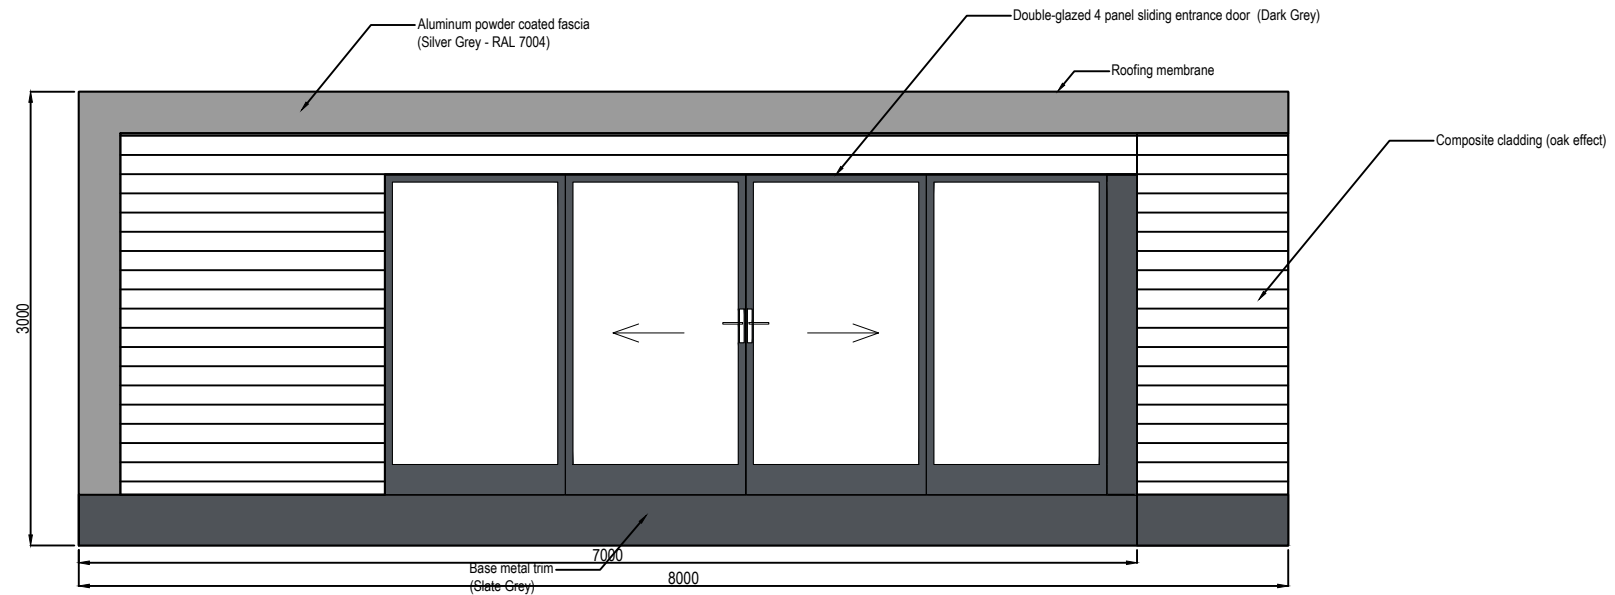 Aluminum powder coated fascia
(Silver Grey - RAL 7004)
Double-glazed 4 panel sliding entrance door (Dark Grey)
Roofing membrane
Composite cladding (oak effect)
3000
7000
Base metal trim
(Slate Grey)
8000